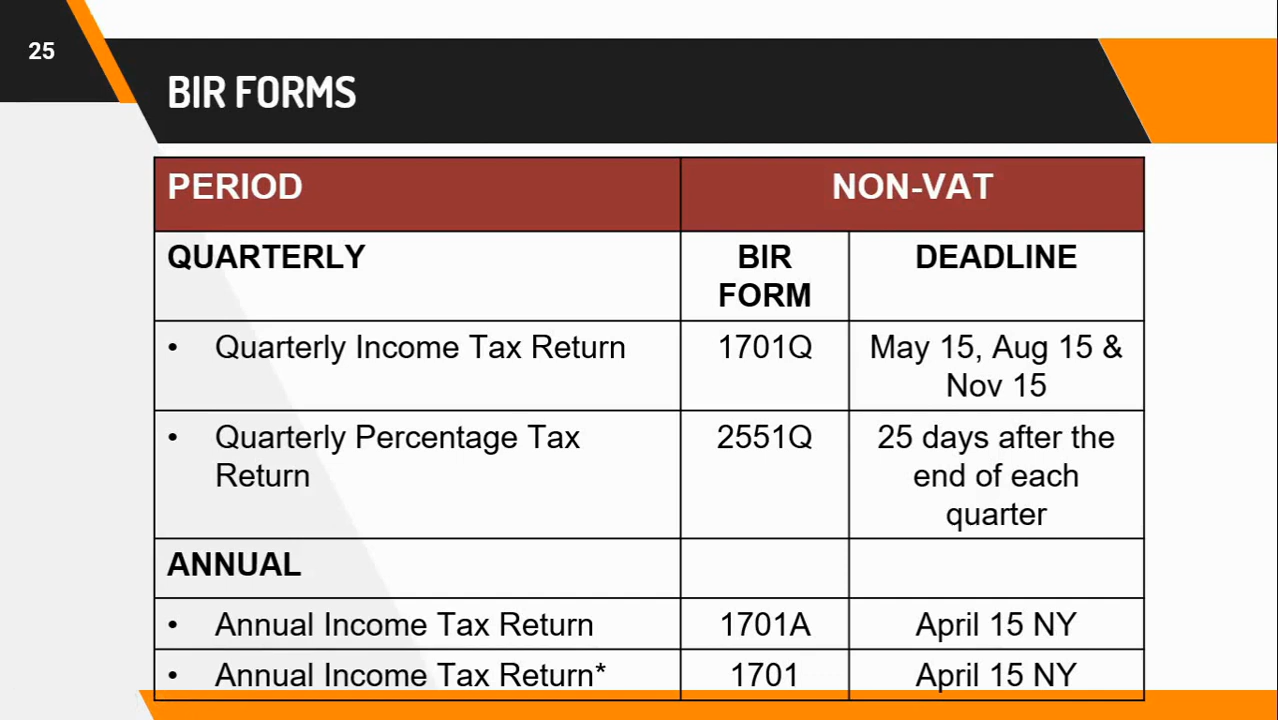 25
BIR FORMS
PERIOD
NON-VAT
QUARTERLY
BIR
FORM
DEADLINE
• Quarterly Income Tax Return
1701Q
May 15, Aug 15 &
Nov 15
• Quarterly Percentage Tax
Return
2551Q
25 days after the
end of each
quarter
ANNUAL
• Annual Income Tax Return
1701A
April 15 NY
• Annual Income Tax Return*
1701
April 15 NY